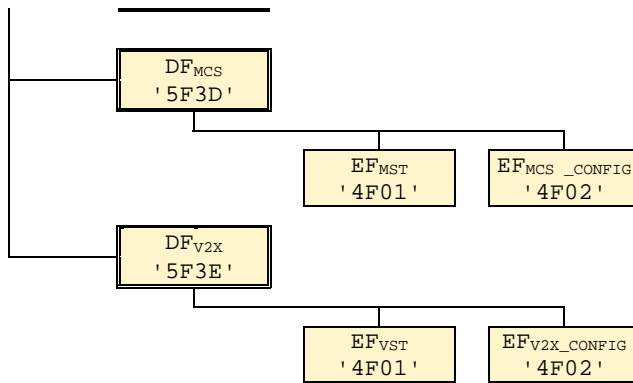 DFMCS
'5F3D'
EFMST
'4F01'
EFMCS _CONFIG
'4F02'
DFV2X
'5F3E'
EFVST
'4F01'
EFV2X_CONFIG
'4F02'